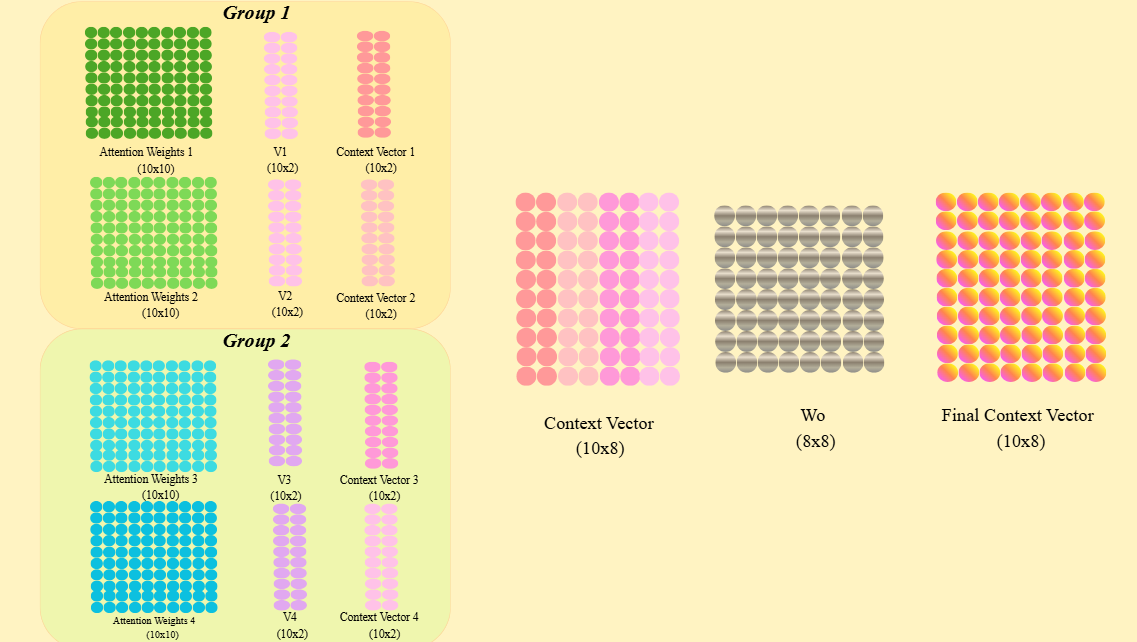 Group 1
Attention Weights 1
(10x10)
V1
(10x2)
Context Vector 1
(10x2)
Attention Weights 2
(10x10)
V2
(10x2)
Context Vector 2
(10x2)
Group 2
Attention Weights 3
(10x10)
V3
(10x2)
Context Vector 3
(10x2)
Attention Weights 4
(10x10)
V4
(10x2)
Context Vector 4
(10x2)
Context Vector
(10x8)
Wo
(8x8)
Final Context Vector
(10x8)